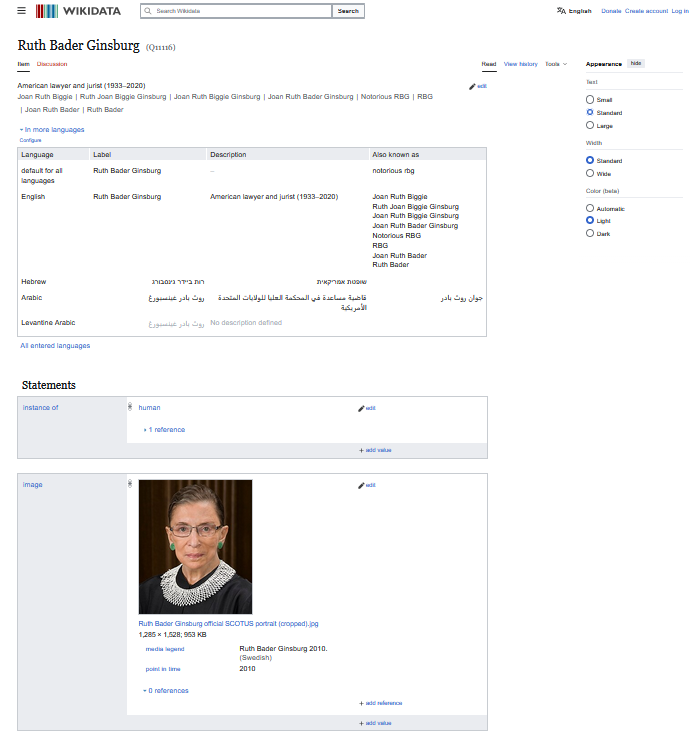 WIKIDATA
Search Wikidata
Search
English
Donate Create account Log in
Ruth Bader Ginsburg (Q11116)
Item Discussion
Read View history Tools
American lawyer and jurist (1933–2020)
edit
Joan Ruth Biggie | Ruth Joan Biggie Ginsburg | Joan Ruth Biggie Ginsburg | Joan Ruth Bader Ginsburg | Notorious RBG | RBG
| Joan Ruth Bader | Ruth Bader
In more languages
Configure
Language Label Description Also known as
default for all Ruth Bader Ginsburg – notorious rbg
languages
English Ruth Bader Ginsburg American lawyer and jurist (1933–2020) Joan Ruth Biggie
Ruth Joan Biggie Ginsburg
Joan Ruth Biggie Ginsburg
Joan Ruth Bader Ginsburg
Notorious RBG
RBG
Joan Ruth Bader
Ruth Bader
Hebrew רות ביידר גינסבורג שופטת אמריקאית
Arabic روث بادر غينسبورغ قاضية مساعدة في المحكمة العليا للولايات المتحدة جوان روث بادر
الأمريكية
Levantine Arabic روث بادر غينسبورغ No description defined
All entered languages
Appearance hide
Text
Small
Standard
Large
Width
Standard
Wide
Color (beta)
Automatic
Light
Dark
Statements
instance of
human
edit
1 reference
+ add value
image
edit
Ruth Bader Ginsburg official SCOTUS portrait (cropped).jpg
1,285 × 1,528; 953 KB
media legend Ruth Bader Ginsburg 2010.
(Swedish)
point in time 2010
0 references
+ add reference
+ add value